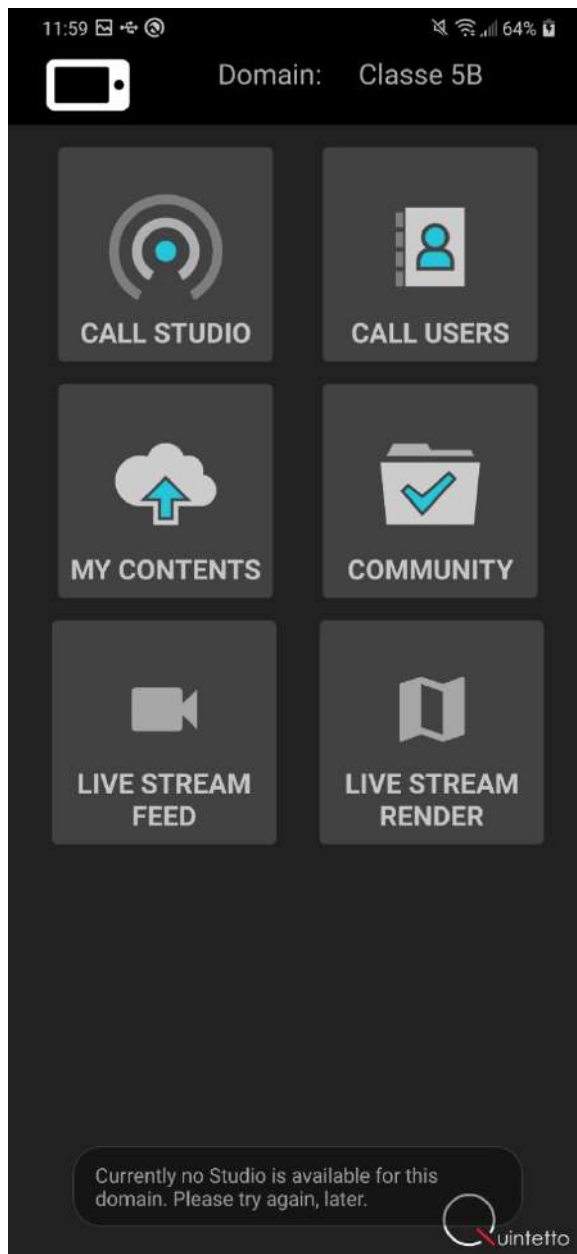 11:59
64%
Domain: Classe 5B
CALL STUDIO
CALL USERS
MY CONTENTS
COMMUNITY
LIVE STREAM
FEED
LIVE STREAM
RENDER
Currently no Studio is available for this
domain. Please try again, later.
Quintetto